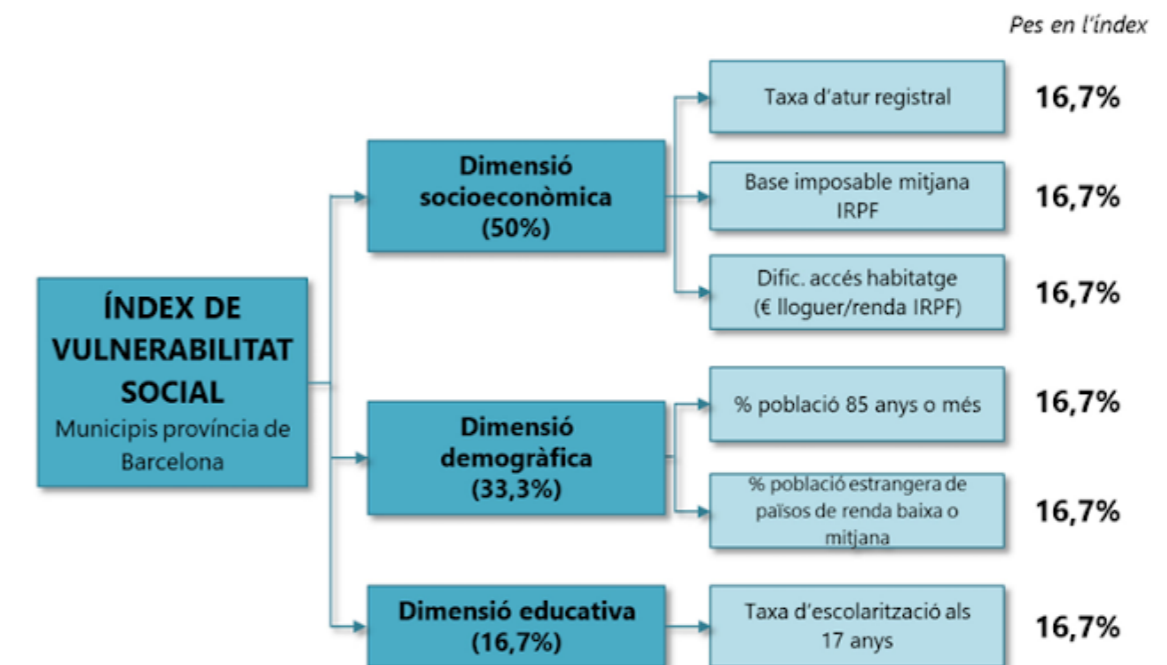 Pes en l'índex
ÍNDEX DE
VULNERABILITAT
SOCIAL
Municipis província de
Barcelona
Dimensió
socioeconòmica
(50%)
Taxa d'atur registral
16,7%
Base imposable mitjana
IRPF
16,7%
Dific. accés habitatge
(€ lloguer/renda IRPF)
16,7%
Dimensió
demogràfica
(33,3%)
% població 85 anys o més
16,7%
% població estrangera de
països de renda baixa o
mitjana
16,7%
Dimensió educativa
(16,7%)
Taxa d'escolarització als
17 anys
16,7%